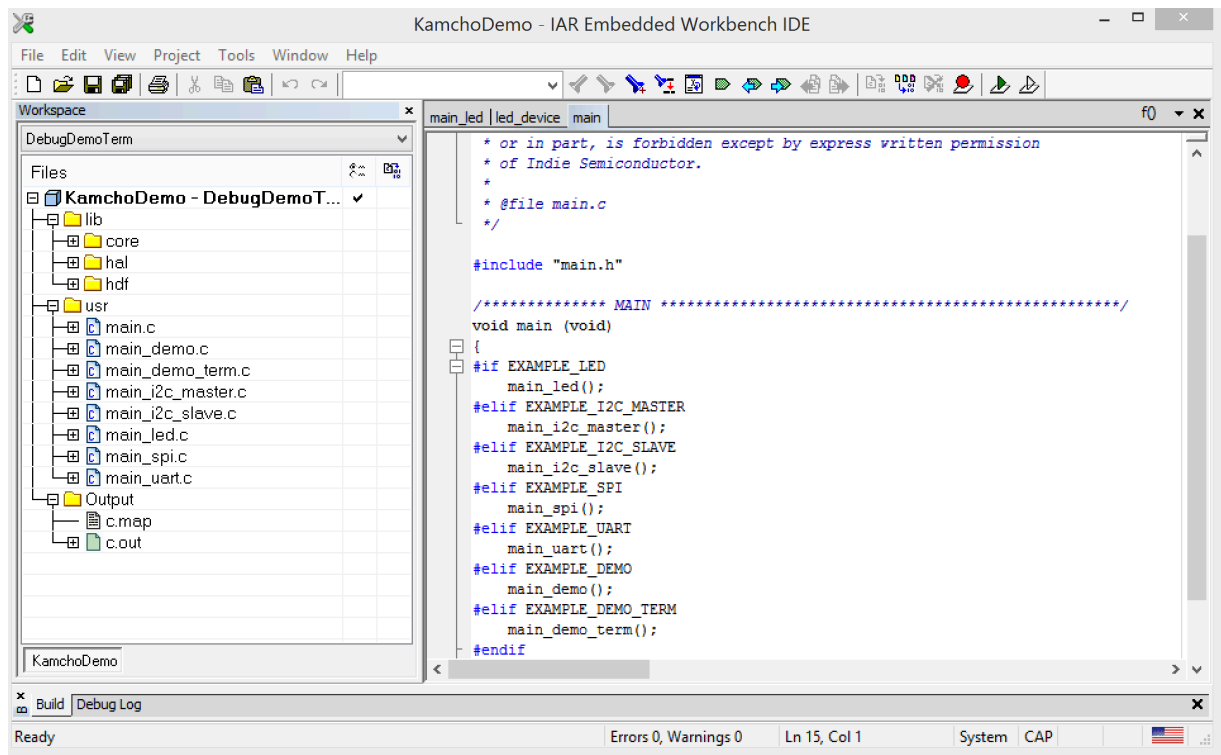 KamchoDemo - IAR Embedded Workbench IDE
File Edit View Project Tools Window Help
Workspace
DebugDemoTerm
Files
KamchoDemo - DebugDemoT...
lib
core
hal
hdf
usr
main.c
main_demo.c
main_demo_term.c
main_i2c_master.c
main_i2c_slave.c
main_led.c
main_spi.c
main_uart.c
Output
c.map
c.out
KamchoDemo
main_led | led_device main f()
* or in part, is forbidden except by express written permission
* of Indie Semiconductor.
*
* @file main.c
*/
#include "main.h"
/************** MAIN ****************************************************/
void main (void)
{
#if EXAMPLE_LED
main_led();
#elif EXAMPLE_I2C_MASTER
main_i2c_master();
#elif EXAMPLE_I2C_SLAVE
main_i2c_slave();
#elif EXAMPLE_SPI
main_spi();
#elif EXAMPLE_UART
main_uart();
#elif EXAMPLE_DEMO
main_demo();
#elif EXAMPLE_DEMO_TERM
main_demo_term();
#endif
Build Debug Log
Ready Errors 0, Warnings 0 Ln 15, Col 1 System CAP